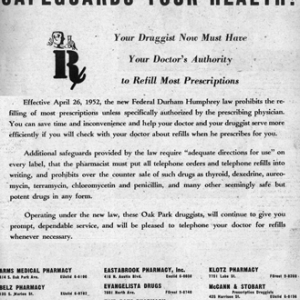 SAFEGUARDS YOUR HEALTH!
Your Druggist Now Must Have
Your Doctor's Authority
to Refill Most Prescriptions
Rx
Effective April 26, 1952, the new Federal Durham Humphrey law prohibits the re-
filling of most prescriptions unless specifically authorized by the prescribing physician.
You can save time and inconvenience and help your doctor and your druggist serve more
efficiently if you will check with your doctor about refills when he prescribes for you.
Additional safeguards provided by the law require "adequate directions for use" on
every label, that the pharmacist must put all telephone orders and telephone refills into
writing, and prohibits over the counter sale of such drugs as thyroid, dexedrine, aureo-
mycin, terramycin, chloromycetin and penicillin, and many other seemingly safe but
potent drugs in any form.
Operating under the new law, these Oak Park druggists, will continue to give you
prompt, dependable service, and will be pleased to telephone your doctor for refills
whenever necessary.
ARMS MEDICAL PHARMACY
EASTABROOK PHARMACY, Inc.
KLOTZ PHARMACY
BELZ PHARMACY
EVANGELISTA DRUGS
McGANN & STOBART
Prescription Druggists